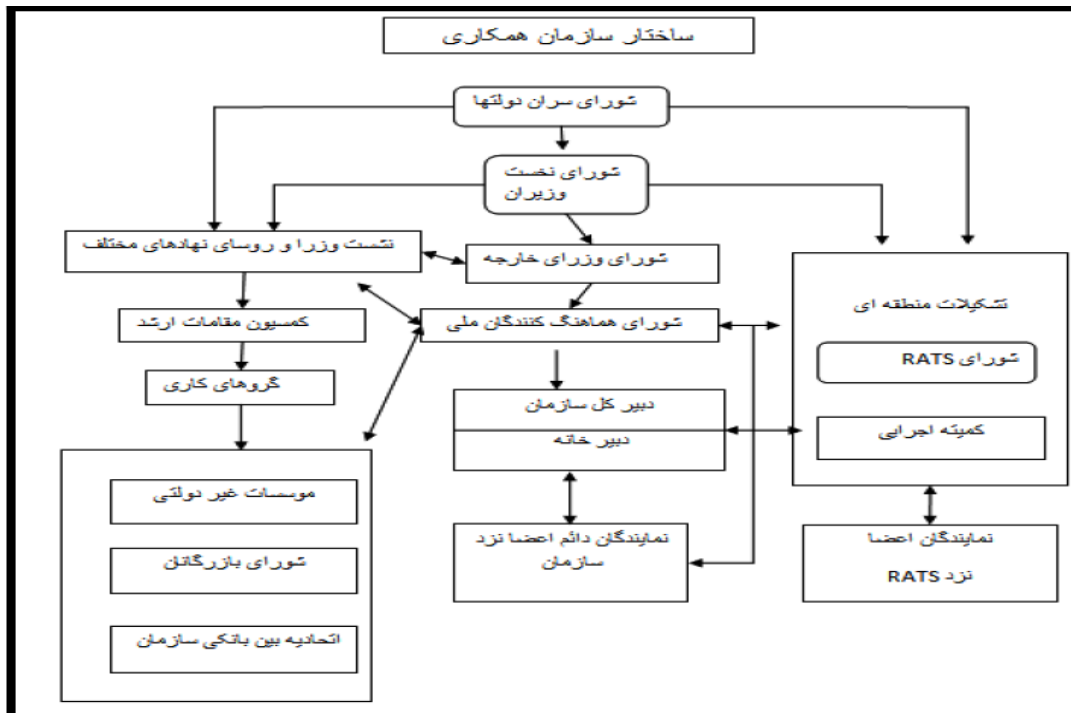 ساختار سازمان همکاری
شورای سران دولتها
شورای نخست
وزیران
نشست وزرا و روسای نهادهای مختلف
شورای وزرای خارجه
تشکیلات منطقه ای
کمسیون مقامات ارشد
شورای هماهنگ کنندگان ملی
شورای RATS
گروهای کاری
دبیر کل سازمان
دبیر خانه
کمیته اجرایی
موسسات غیر دولتی
نمایندگان دائم اعضا نزد
سازمان
نمایندگان اعضا
نزد RATS
شورای بازرگانان
اتحادیه بین بانکی سازمان